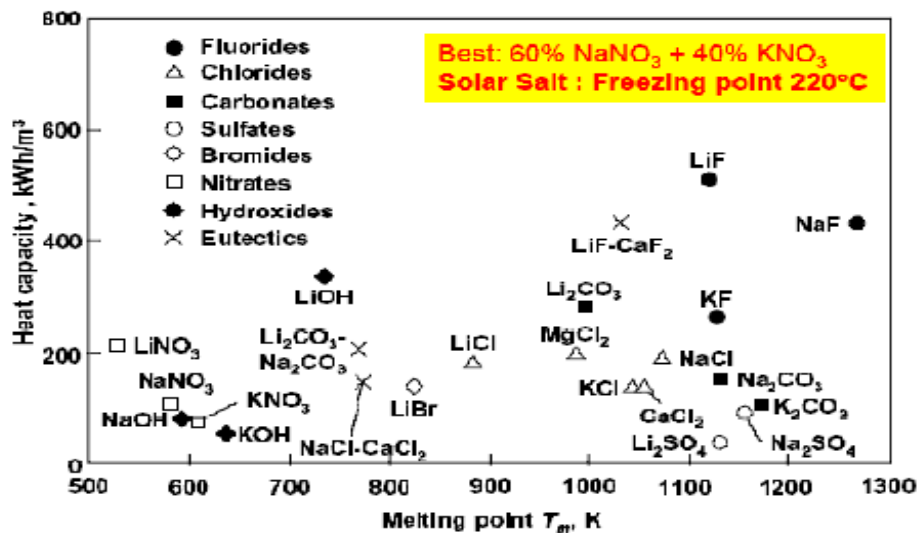 800
Fluorides
Chlorides
Carbonates
Sulfates
Bromides
Nitrates
Hydroxides
Eutectics
Best: 60% NaNO₃ + 40% KNO₃
Solar Salt : Freezing point 220°C
600
400
200
0
Heat capacity , kWh/m³
LiF
NaF
LiF-CaF₂
LiOH
Li₂CO₃
KF
LiNO₃
Li₂CO₃-
Na₂CO₃
LiCl
MgCl₂
NaCl
NaNO₃
KNO₃
NaOH
KOH
LiBr
KCl
CaCl₂
Na₂CO₃
K₂CO₃
NaCl-CaCl₂
Li₂SO₄
Na₂SO₄
500 600 700 800 900 1000 1100 1200 1300
Melting point Tₘ, K